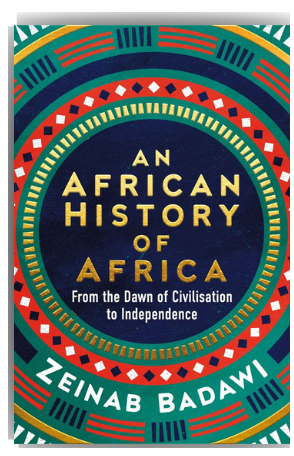 AN
AFRICAN
HISTORY
OF
AFRICA
From the Dawn of Civilisation
to Independence
ZEINAB BADAWI